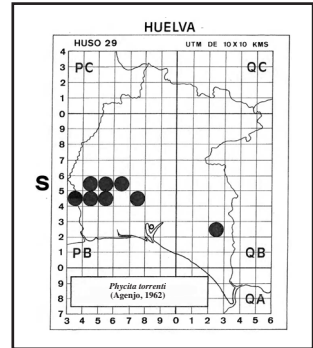 HUELVA
HUSO 29 UTM DE 10 X 10 KMS
4
3 PC QC
2
1
0
9
8
7
6
S
5
4
3
2
1 PB QB
0
9
8 QA
7
Phycita torrenti
(Agenjo, 1962)
3 4 5 6 7 8 9 0 1 2 3 4 5 6